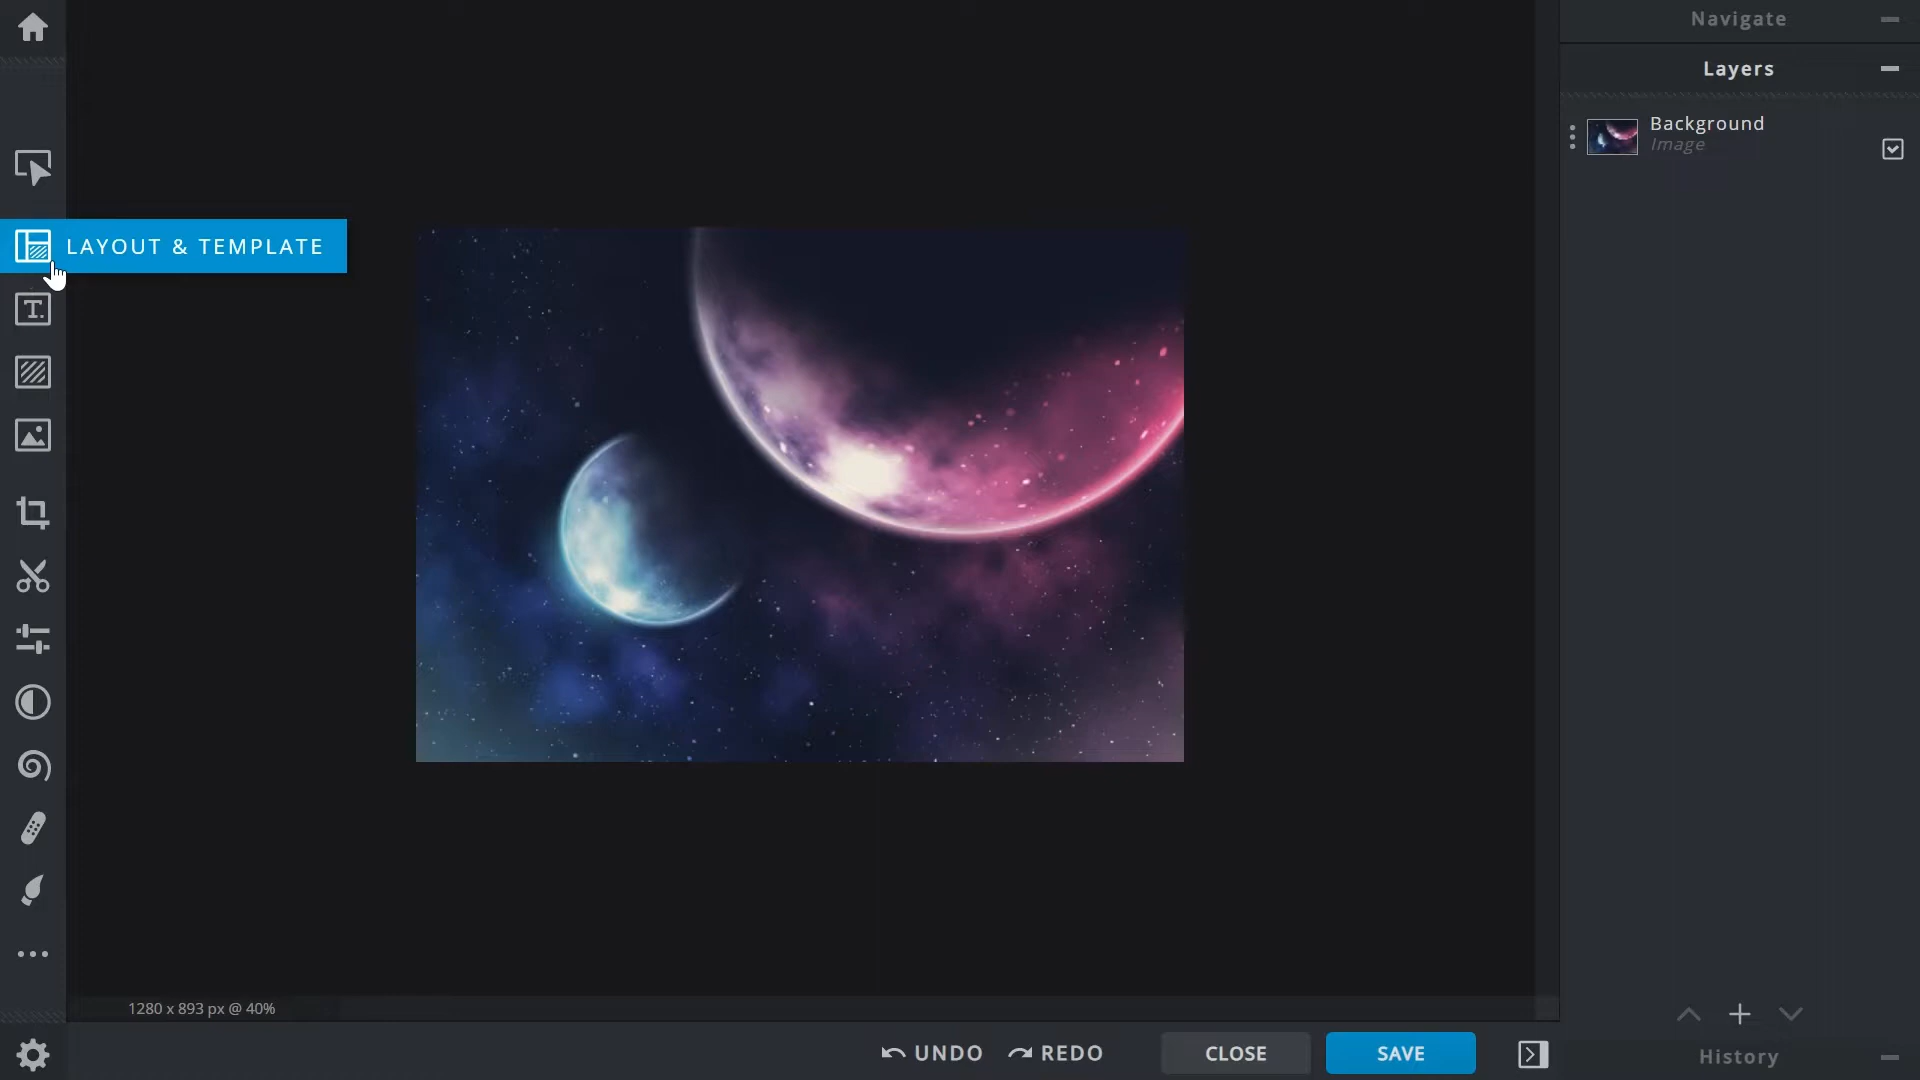 Navigate
Layers
Background
Image
LAYOUT & TEMPLATE
T.
1280 x 893 px @ 40%
UNDO
REDO
CLOSE
SAVE
History